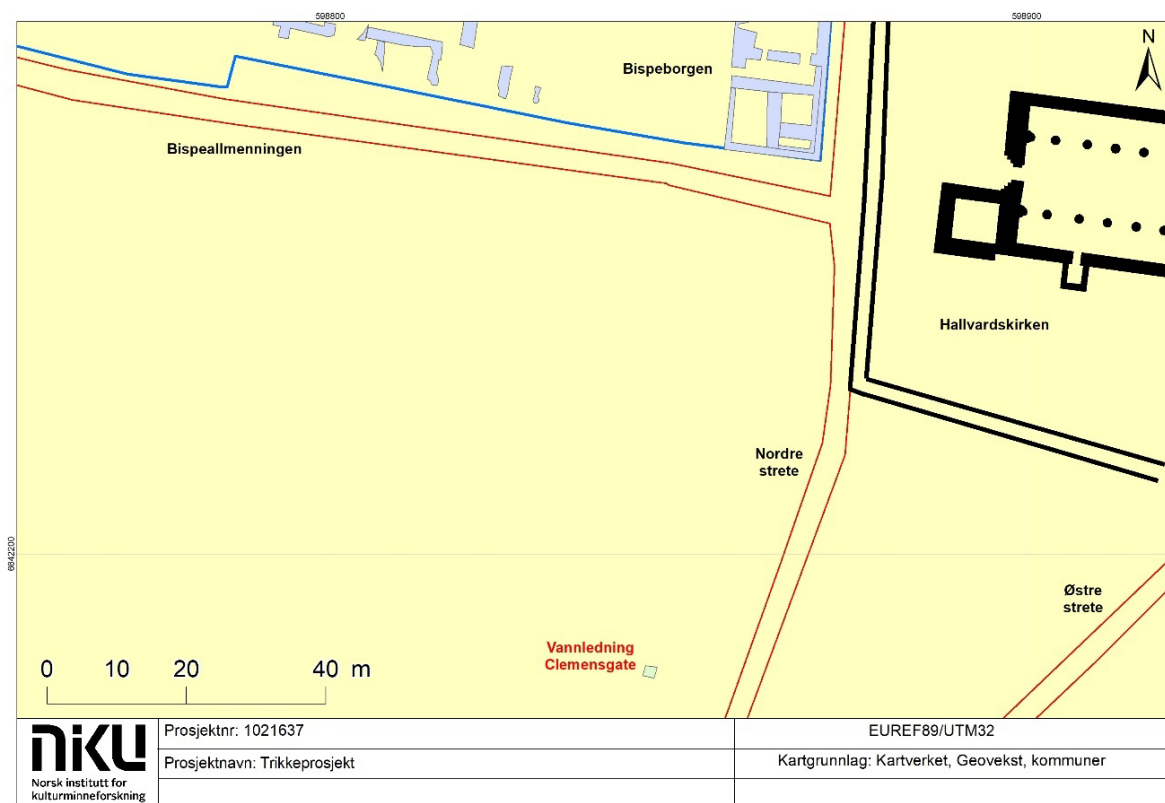 598800
598900
N
Bispeborgen
Bispeallmenningen
Hallvardskirken
Nordre
strete
6642200
Østre
strete
Vannledning
Clemensgate
0 10 20 40 m
NIKU
Norsk institutt for
kulturminneforskning
Prosjektnr: 1021637
EUREF89/UTM32
Prosjektnavn: Trikkeprosjekt
Kartgrunnlag: Kartverket, Geovekst, kommuner